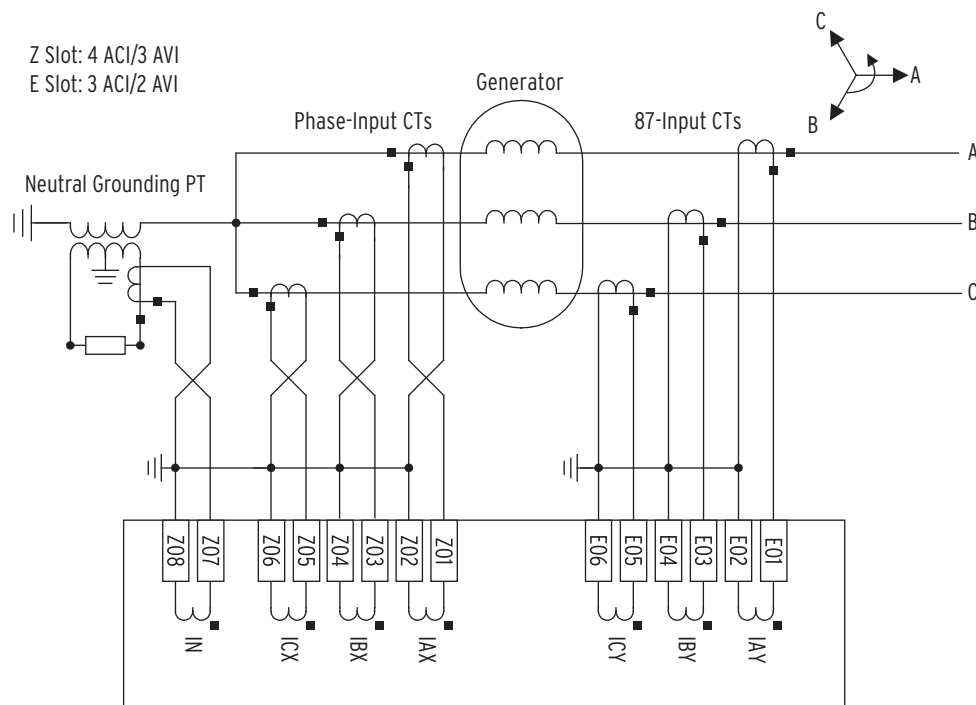 Z Slot: 4 ACI/3 AVI
E Slot: 3 ACI/2 AVI
C
A
B
Generator
Phase-Input CTs
87-Input CTs
A
Neutral Grounding PT
B
C
Z08
Z07
Z06
Z05
Z04
Z03
Z02
Z01
E06
E05
E04
E03
E02
E01
IN
ICX
IBX
IAX
ICY
IBY
IAY